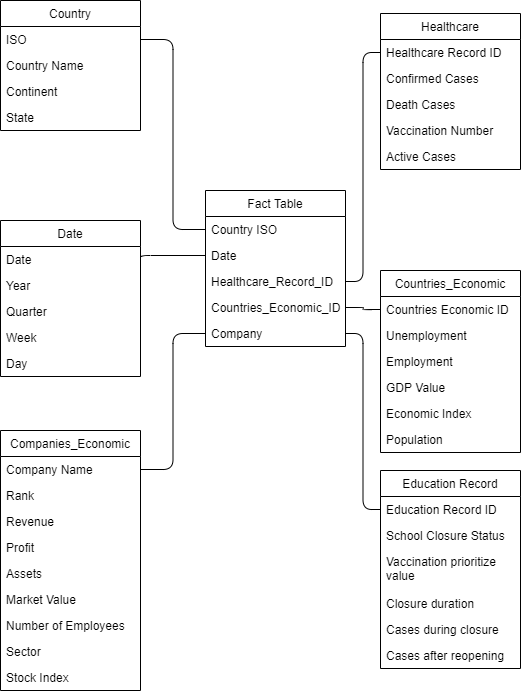 Country
ISO
Country Name
Continent
State
Healthcare
Healthcare Record ID
Confirmed Cases
Death Cases
Vaccination Number
Active Cases
Fact Table
Country ISO
Date
Healthcare_Record_ID
Countries_Economic_ID
Company
Date
Date
Year
Quarter
Week
Day
Countries_Economic
Countries Economic ID
Unemployment
Employment
GDP Value
Economic Index
Population
Companies_Economic
Company Name
Rank
Revenue
Profit
Assets
Market Value
Number of Employees
Sector
Stock Index
Education Record
Education Record ID
School Closure Status
Vaccination prioritize
value
Closure duration
Cases during closure
Cases after reopening